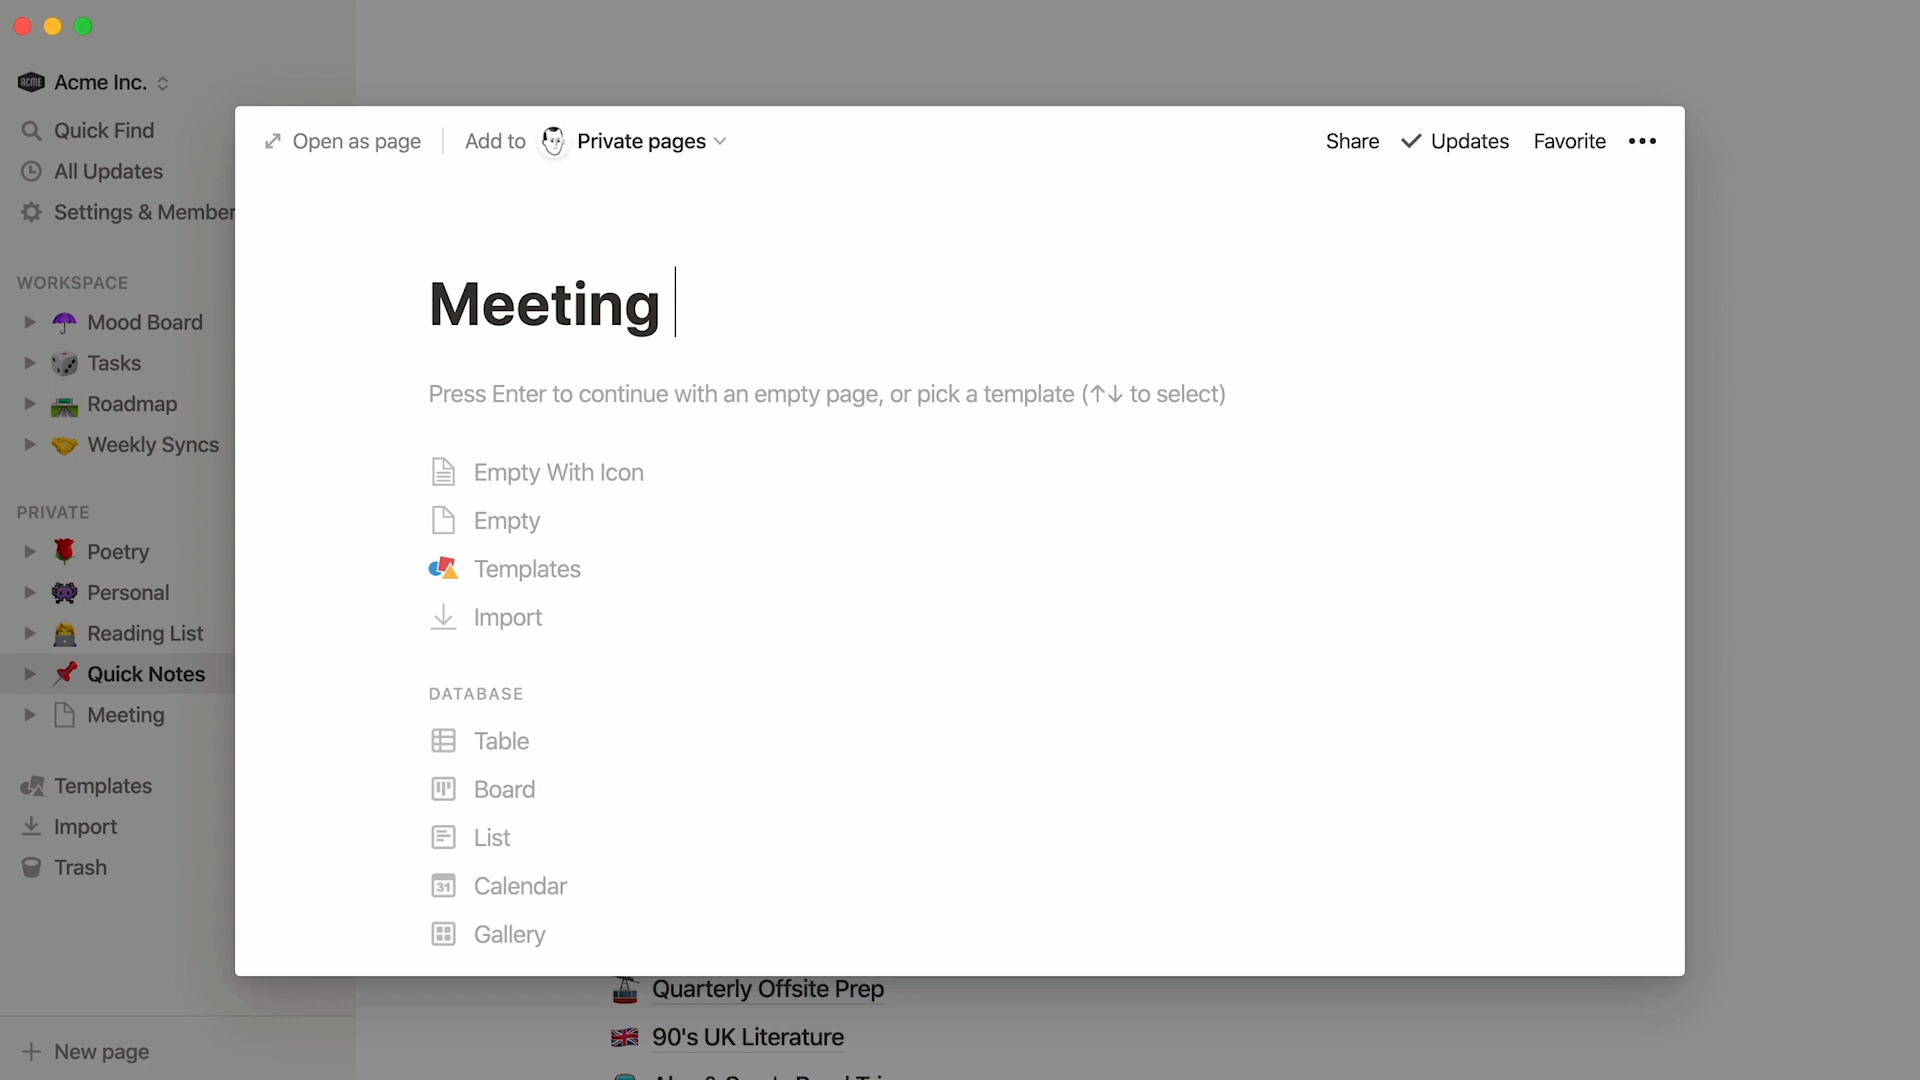 Acme Inc.
Quick Find
All Updates
Settings & Member
WORKSPACE
Mood Board
Tasks
Roadmap
Weekly Syncs
PRIVATE
Poetry
Personal
Reading List
Quick Notes
Meeting
Templates
Import
Trash
New page
Open as page
Add to Private pages
Share
Updates
Favorite
Meeting
Press Enter to continue with an empty page, or pick a template (↑↓ to select)
Empty With Icon
Empty
Templates
Import
DATABASE
Table
Board
List
31 Calendar
Gallery
Quarterly Offsite Prep
90's UK Literature